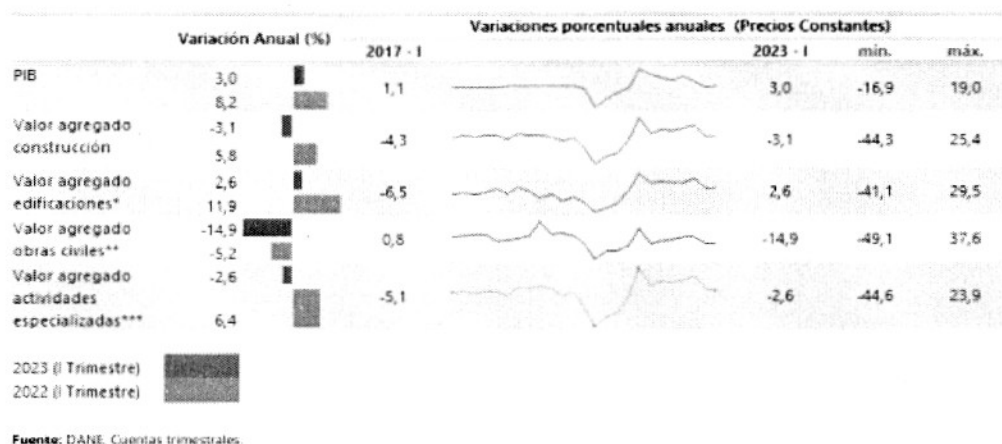 Variación Anual (%) 2017 - I Variaciones porcentuales anuales (Precios Constantes) 2023 - I mín. máx.
PIB 3,0 1,1 3,0 -16,9 19,0
8,2
Valor agregado -3,1 -4,3 -3,1 -44,3 25,4
construcción 5,8
Valor agregado 2,6 -6,5 2,6 -41,1 29,5
edificaciones* 11,9
Valor agregado -14,9 0,8 -14,9 -49,1 37,6
obras civiles** -5,2
Valor agregado -2,6
actividades -5,1 -2,6 -44,6 23,9
especializadas*** 6,4
2023 (I Trimestre)
2022 (I Trimestre)
Fuente: DANE. Cuentas trimestrales.